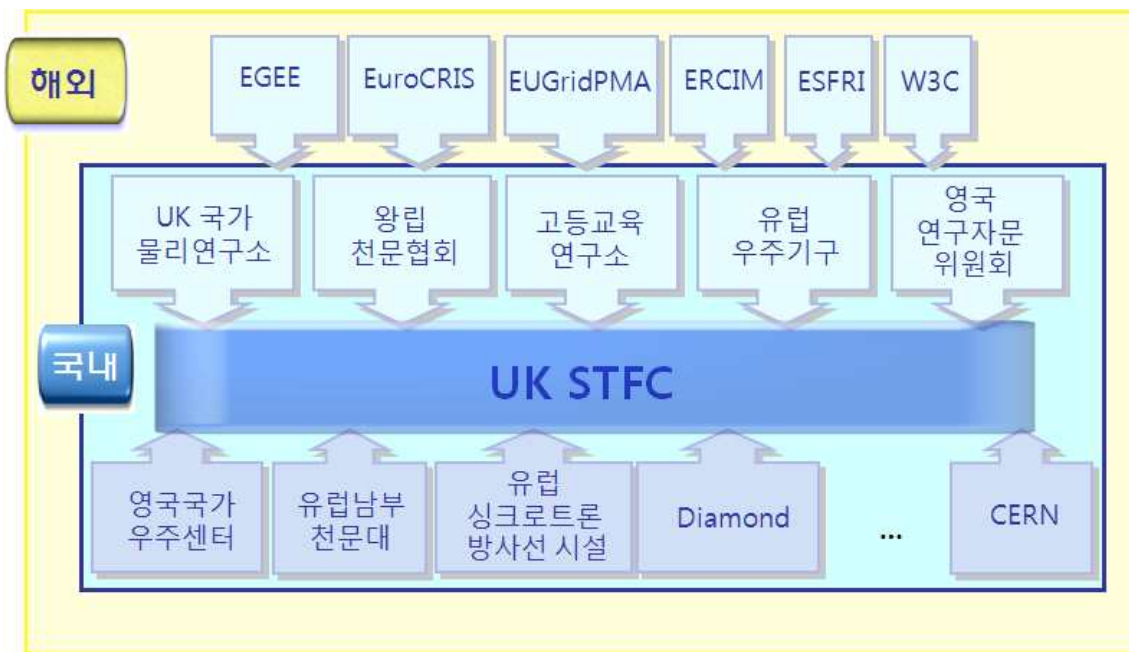 해외
EGEE
EuroCRIS
EUGridPMA
ERCIM
ESFRI
W3C
UK 국가
물리연구소
왕립
천문협회
고등교육
연구소
유럽
우주기구
영국
연구자문
위원회
국내
UK STFC
영국국가
우주센터
유럽남부
천문대
유럽
싱크로트론
방사선 시설
Diamond
...
CERN